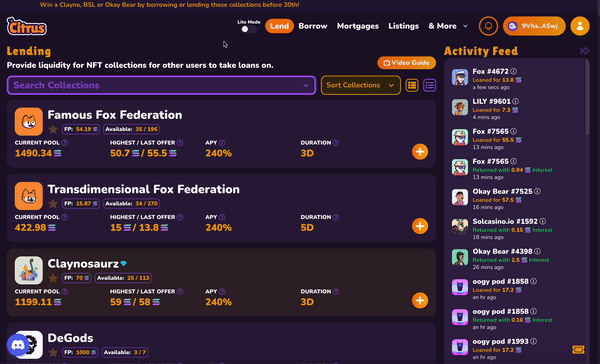 Win a Clayno, BSL or Okay Bear by borrowing or lending those collections before 30th!
Citrus
Lite Mode
Lend
Borrow
Mortgages
Listings
& More
9Vhs..ASwj
Lending
Provide liquidity for NFT collections for other users to take loans on.
Video Guide
Search Collections
Sort Collections
Famous Fox Federation
FP: 54.19
Available: 35 / 196
CURRENT POOL
HIGHEST / LAST OFFER
APY
DURATION
1490.34
50.7 / 55.5
240%
3D
Transdimensional Fox Federation
FP: 15.87
Available: 34 / 270
CURRENT POOL
HIGHEST / LAST OFFER
APY
DURATION
422.98
15 / 13.8
240%
5D
Claynosaurz
FP: 70
Available: 25 / 113
CURRENT POOL
HIGHEST / LAST OFFER
APY
DURATION
1199.11
59 / 58
240%
3D
DeGods
FP: 1000
Available: 3 / 7
CURRENT POOL
HIGHEST / LAST OFFER
APY
DURATION
Activity Feed
Fox #4672
Loaned for 13.8
a few secs ago
LILY #9601
Loaned for 7.3
4 mins ago
Fox #7565
Loaned for 55.5
13 mins ago
Fox #7565
Returned with 0.94 Interest
13 mins ago
Okay Bear #7525
Loaned for 57.5
16 mins ago
Solcasino.io #1592
Returned with 0.15 Interest
18 mins ago
Okay Bear #4398
Returned with 2.5 Interest
26 mins ago
oogy pod #1858
Loaned for 17.2
an hr ago
oogy pod #1858
Returned with 0.16 Interest
an hr ago
oogy pod #1993
Loaned for 17.2
an hr ago